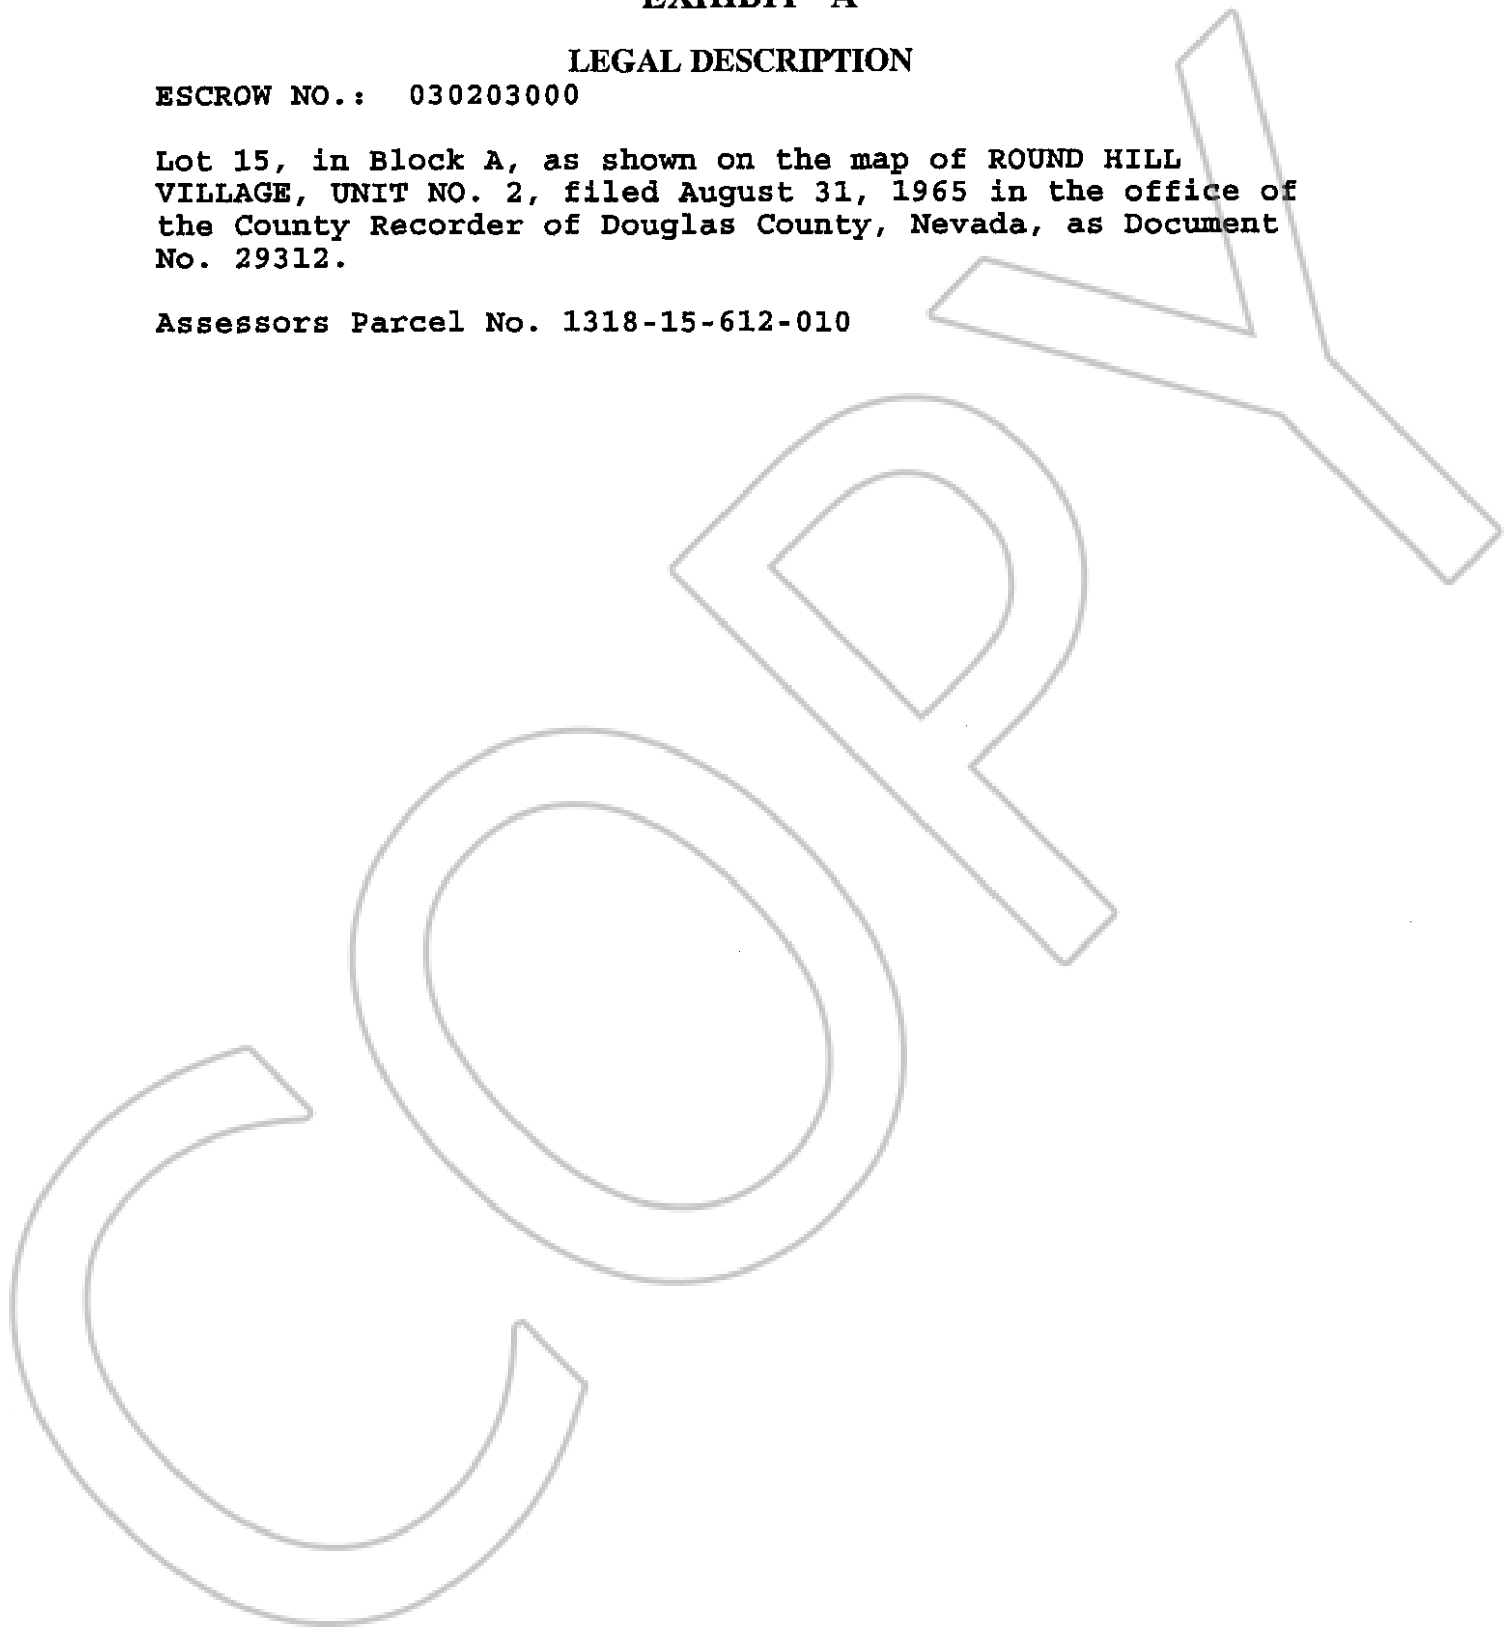 EXHIBIT "A"
LEGAL DESCRIPTION
ESCROW NO.: 030203000
Lot 15, in Block A, as shown on the map of ROUND HILL
VILLAGE, UNIT NO. 2, filed August 31, 1965 in the office of
the County Recorder of Douglas County, Nevada, as Document
No. 29312.
Assessors Parcel No. 1318-15-612-010
COPY